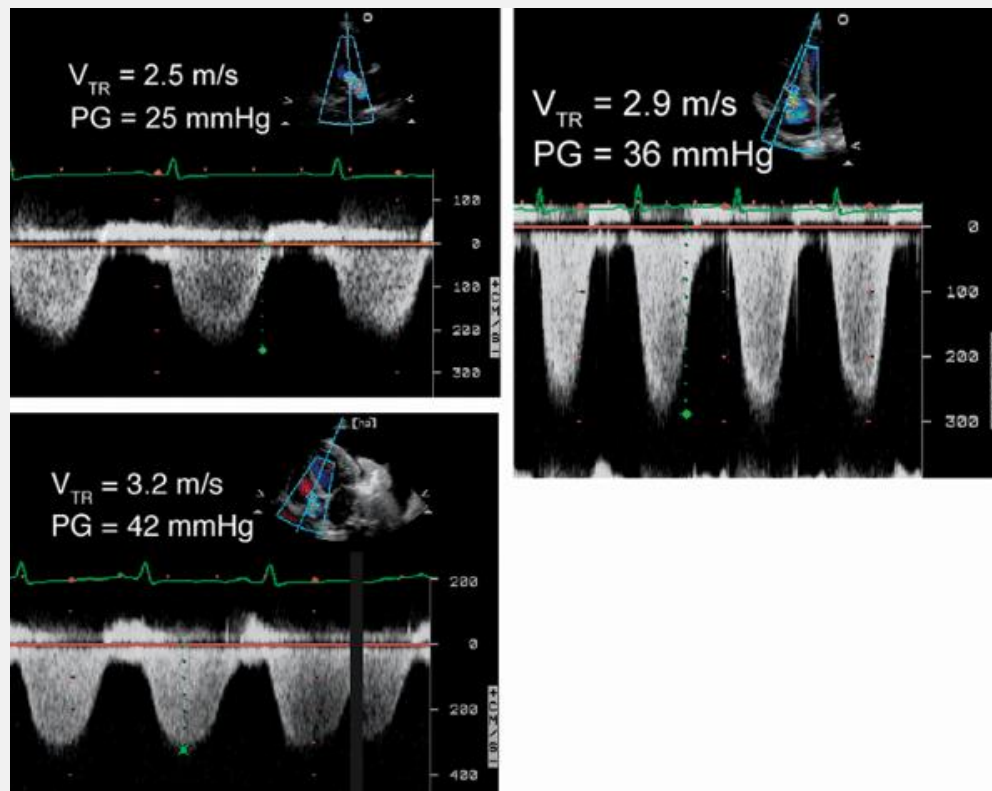 V_TR = 2.5 m/s
PG = 25 mmHg
100
0
100
200
300
V_TR = 2.9 m/s
PG = 36 mmHg
0
100
200
300
[hg]
V_TR = 3.2 m/s
PG = 42 mmHg
200
0
200
400